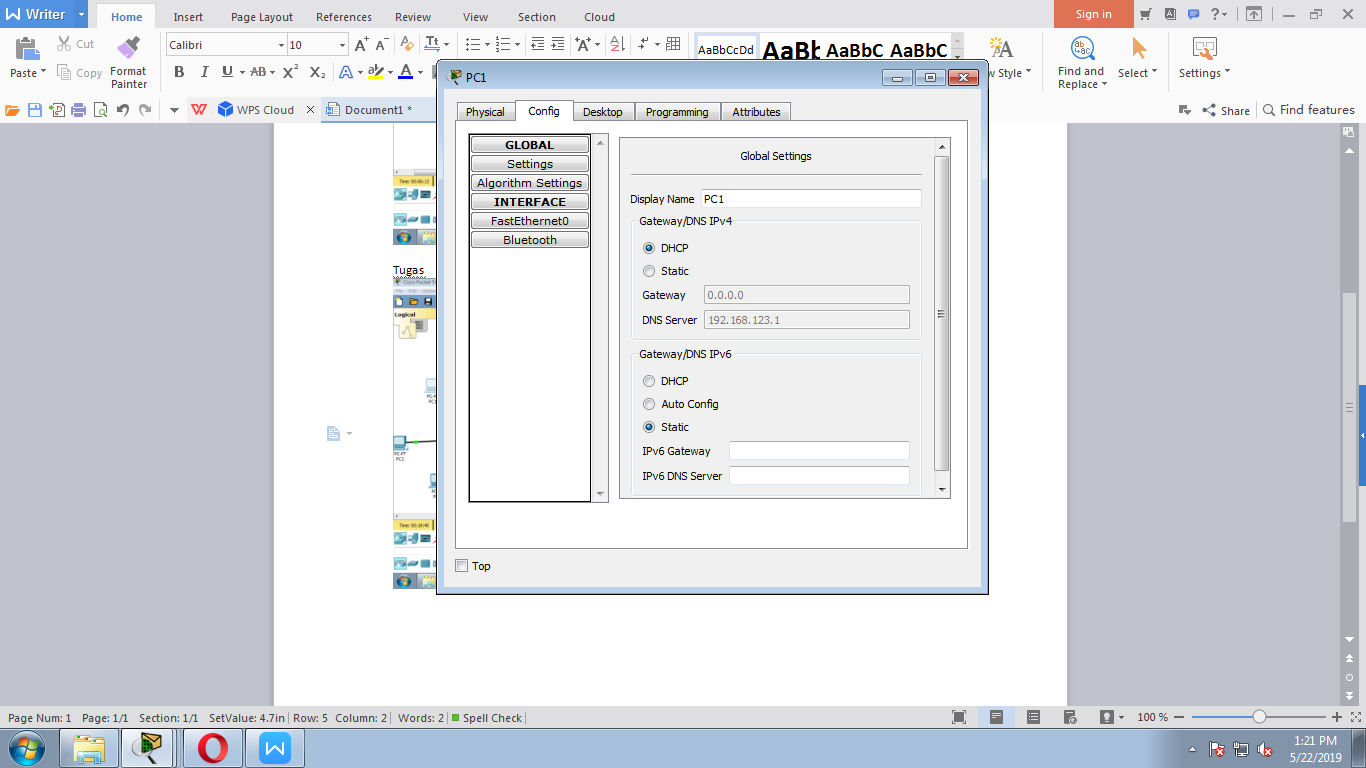 Writer
Home
Insert
Page Layout
References
Review
View
Section
Cloud
Sign in
Paste
Cut
Copy
Format
Painter
Calibri
10
B I U AB X² X₂ A A
AaBbCcDd
AaBb
AaBbC
AaBbC
Style
Find and
Replace
Select
Settings
WPS Cloud
Document1 *
Share
Find features
PC1
Physical
Config
Desktop
Programming
Attributes
GLOBAL
Settings
Algorithm Settings
INTERFACE
FastEthernet0
Bluetooth
Global Settings
Display Name PC1
Gateway/DNS IPv4
DHCP
Static
Gateway 0.0.0.0
DNS Server 192.168.123.1
Gateway/DNS IPv6
DHCP
Auto Config
Static
IPv6 Gateway
IPv6 DNS Server
Top
Tugas
Logical
Page Num: 1 Page: 1/1 Section: 1/1 SetValue: 4.7in Row: 5 Column: 2 Words: 2 Spell Check
100 %
1:21 PM
5/22/2019